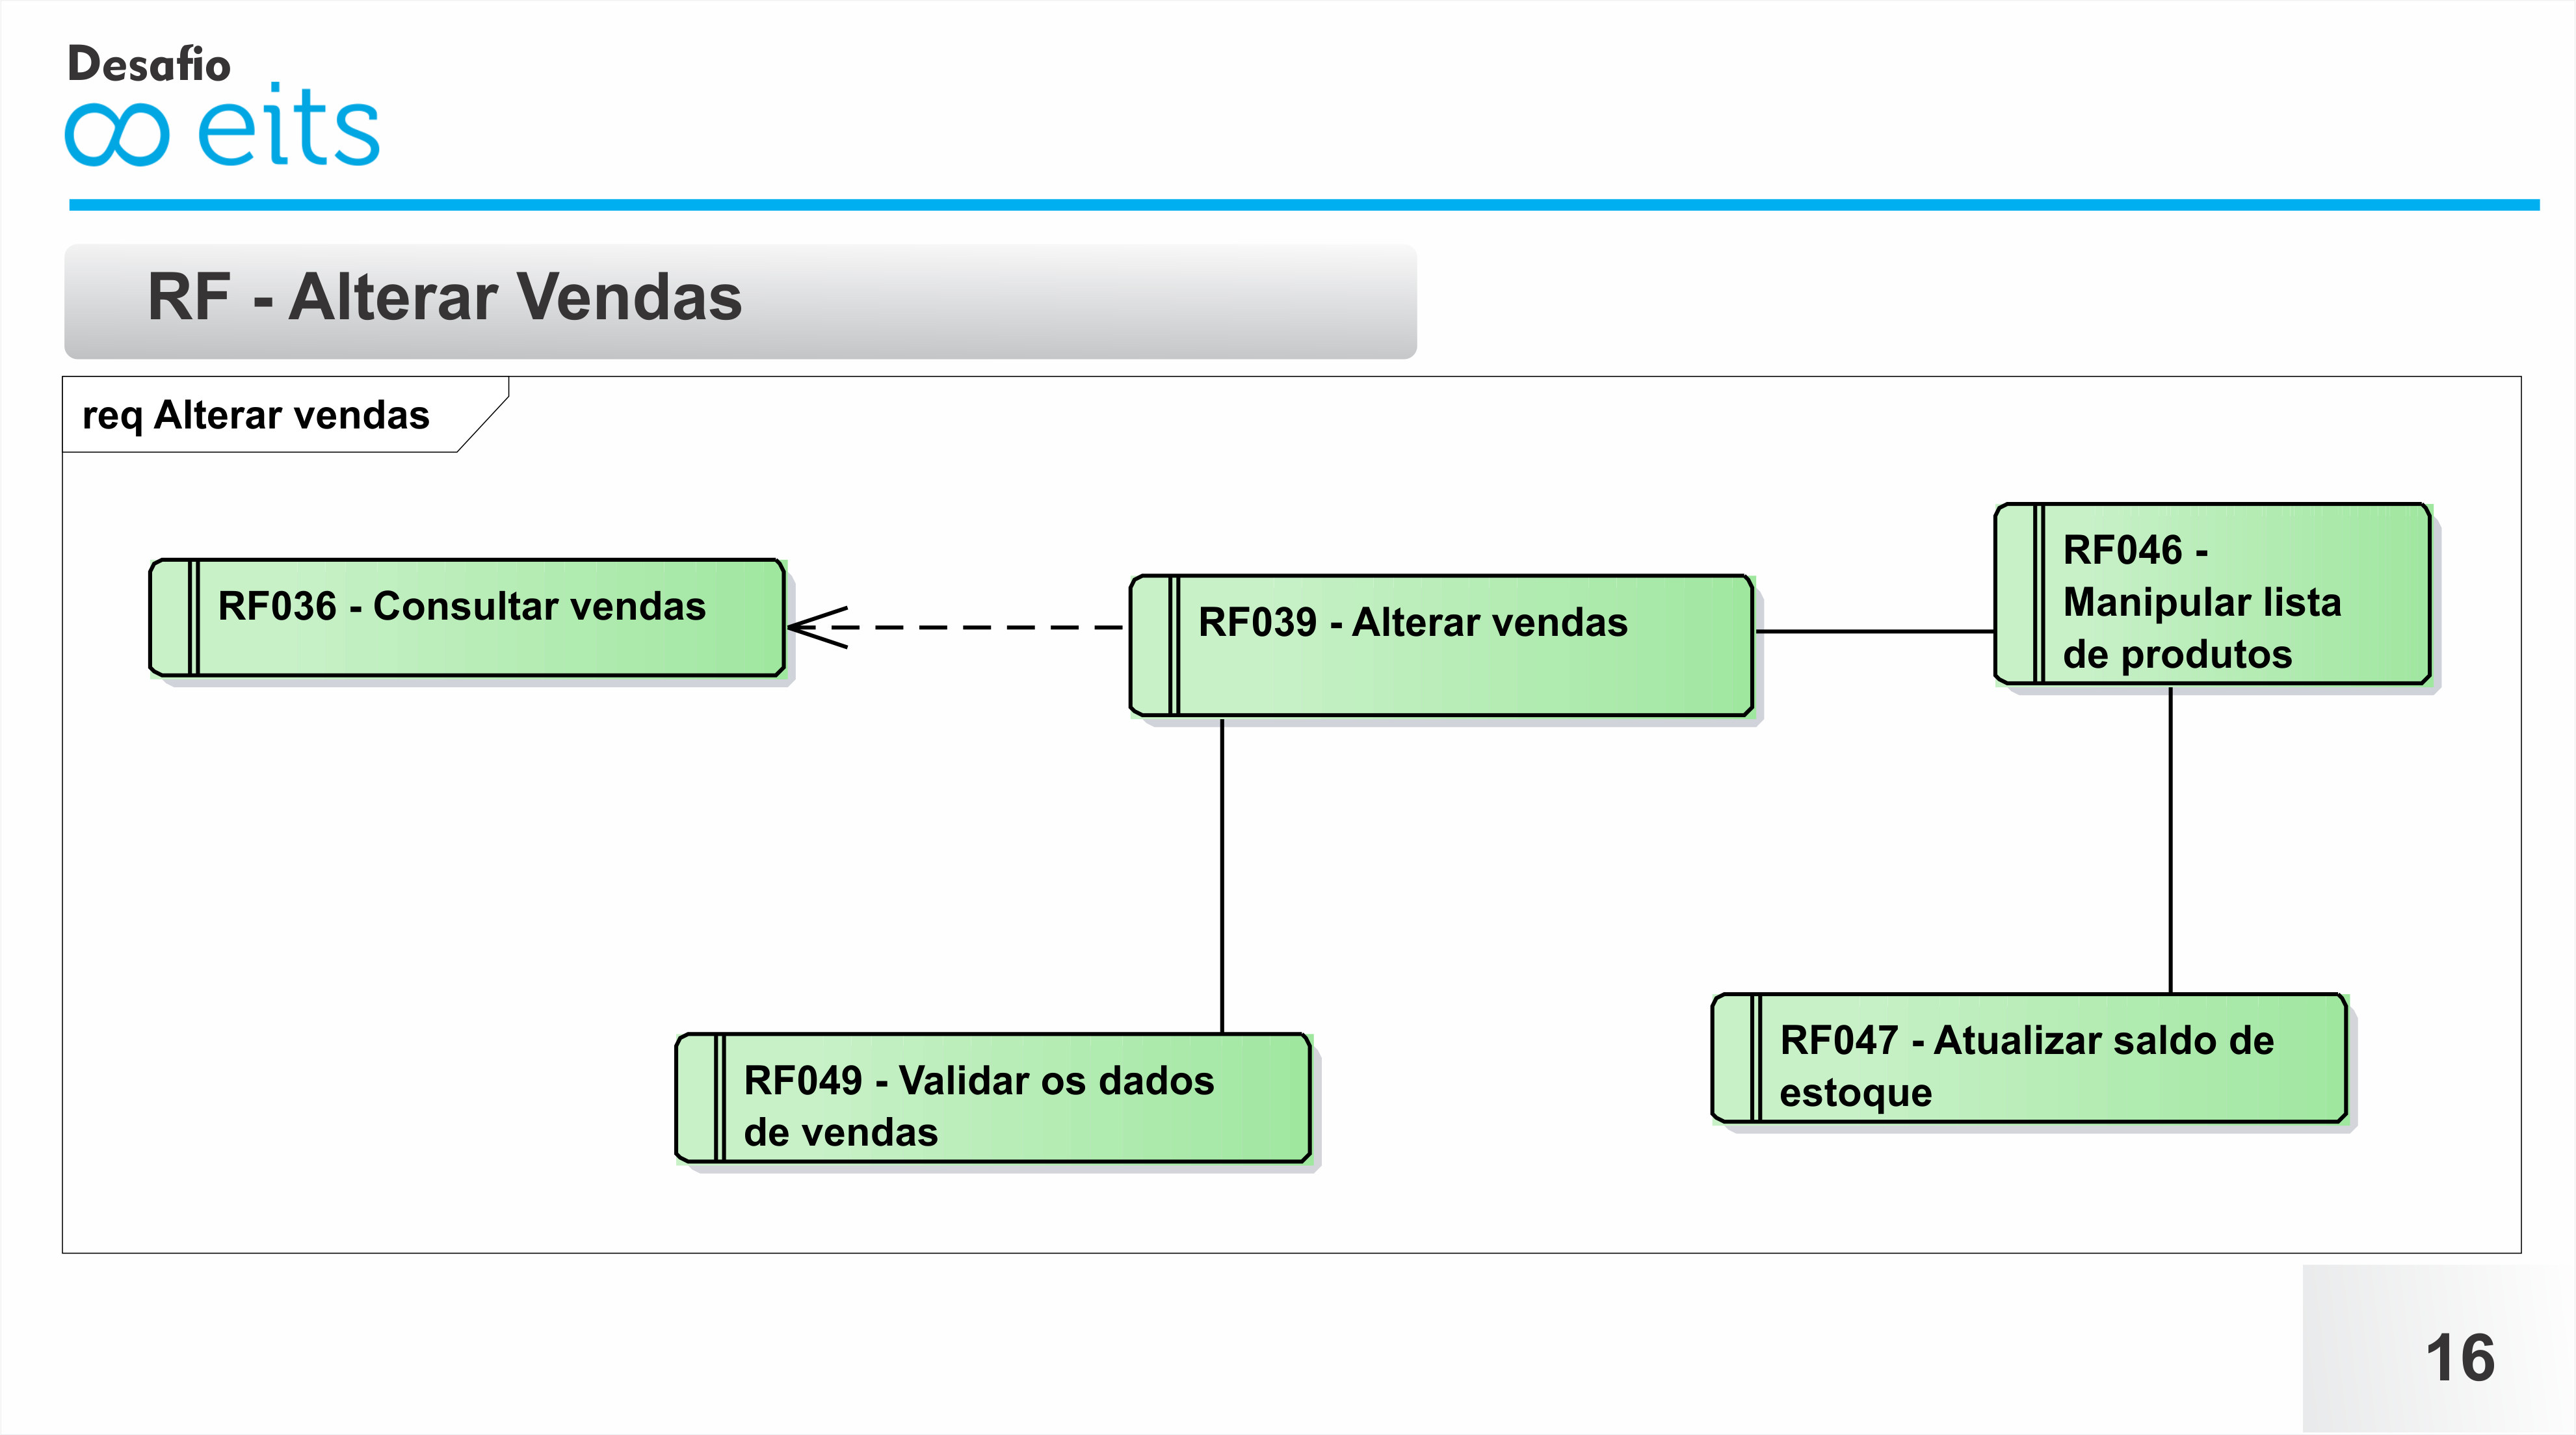 Desafio
eits
RF - Alterar Vendas
req Alterar vendas
RF036 - Consultar vendas
RF039 - Alterar vendas
RF046 -
Manipular lista
de produtos
RF049 - Validar os dados
de vendas
RF047 - Atualizar saldo de
estoque
16